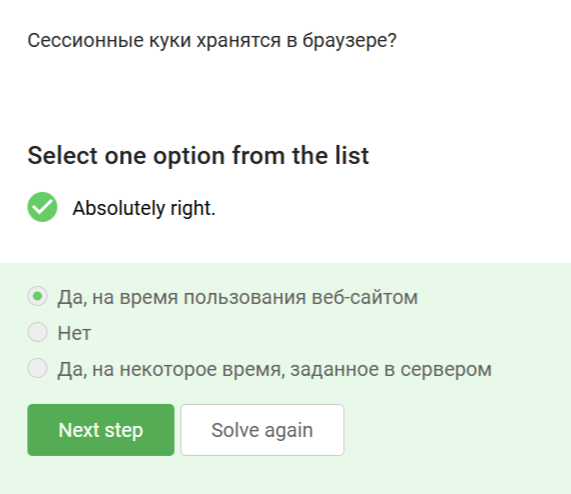 Сессионные куки хранятся в браузере?
Select one option from the list
Absolutely right.
Да, на время пользования веб-сайтом
Нет
Да, на некоторое время, заданное в сервером
Next step
Solve again